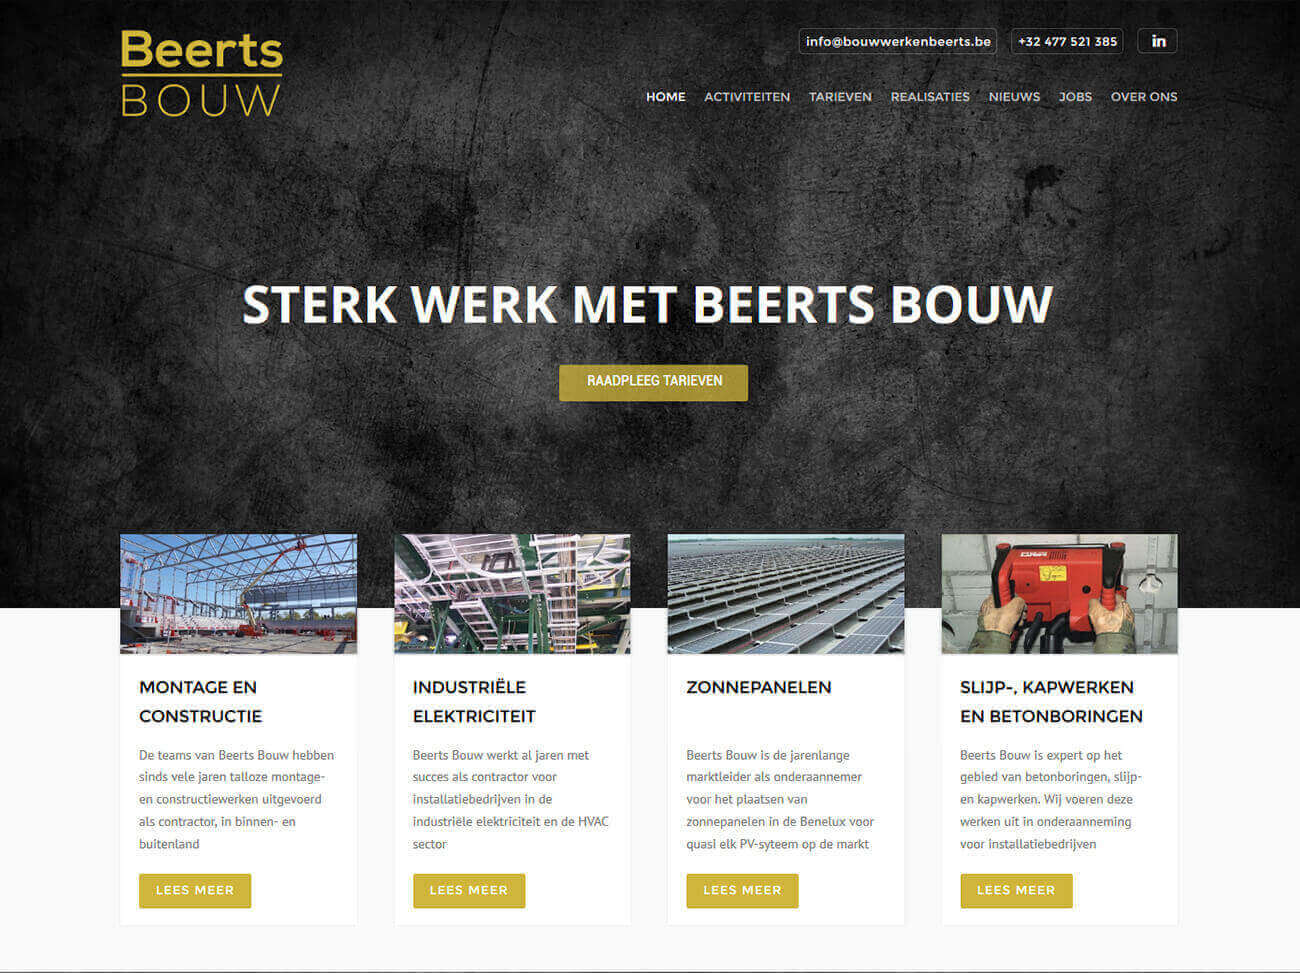 Beerts
BOUW
info@bouwwerkenbeerts.be
+32 477 521 385
in
HOME ACTIVITEITEN TARIEVEN REALISATIES NIEUWS JOBS OVER ONS
STERK WERK MET BEERTS BOUW
RAADPLEEG TARIEVEN
MONTAGE EN
CONSTRUCTIE
De teams van Beerts Bouw hebben
sinds vele jaren talloze montage-
en constructiewerken uitgevoerd
als contractor, in binnen- en
buitenland
LEES MEER
INDUSTRIËLE
ELEKTRICITEIT
Beerts Bouw werkt al jaren met
succes als contractor voor
installatiebedrijven in de
industriële elektriciteit en de HVAC
sector
LEES MEER
ZONNEPANELEN
Beerts Bouw is de jarenlange
marktleider als onderaannemer
voor het plaatsen van
zonnepanelen in de Benelux voor
quasi elk PV-syteem op de markt
LEES MEER
SLIJP-, KAPWERKEN
EN BETONBORINGEN
Beerts Bouw is expert op het
gebied van betonboringen, slijp-
en kapwerken. Wij voeren deze
werken uit in onderaanneming
voor installatiebedrijven
LEES MEER